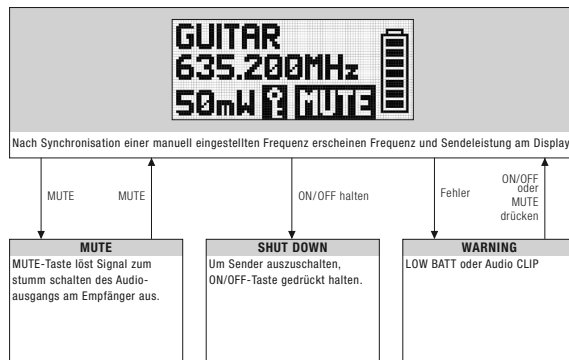 GUITAR
635.200MHz
50mW MUTE
Nach Synchronisation einer manuell eingestellten Frequenz erscheinen Frequenz und Sendeleistung am Display
MUTE
MUTE
ON/OFF halten
Fehler
ON/OFF
oder
MUTE
drücken
MUTE
MUTE-Taste löst Signal zum
stumm schalten des Audio-
ausgangs am Empfänger aus.
SHUT DOWN
Um Sender auszuschalten,
ON/OFF-Taste gedrückt halten.
WARNING
LOW BATT oder Audio CLIP